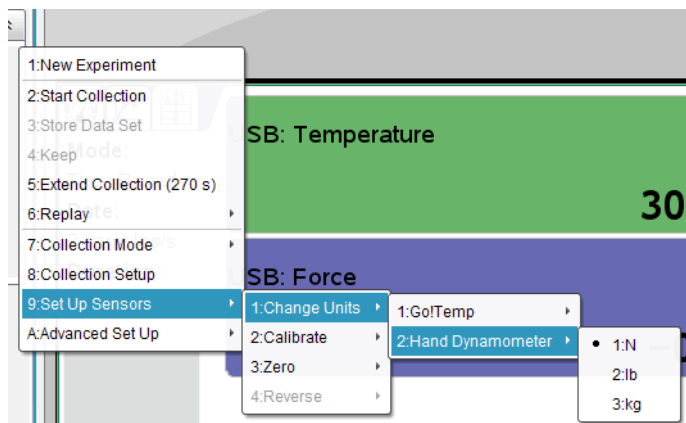 1:New Experiment
2:Start Collection
3:Store Data Set
4:Keep
5:Extend Collection (270 s)
6:Replay
7:Collection Mode
8:Collection Setup
9:Set Up Sensors
A:Advanced Set Up
1:Change Units
2:Calibrate
3:Zero
4:Reverse
1:Go!Temp
2:Hand Dynamometer
1:N
2:lb
3:kg
SB: Temperature
30
SB: Force
Mode: